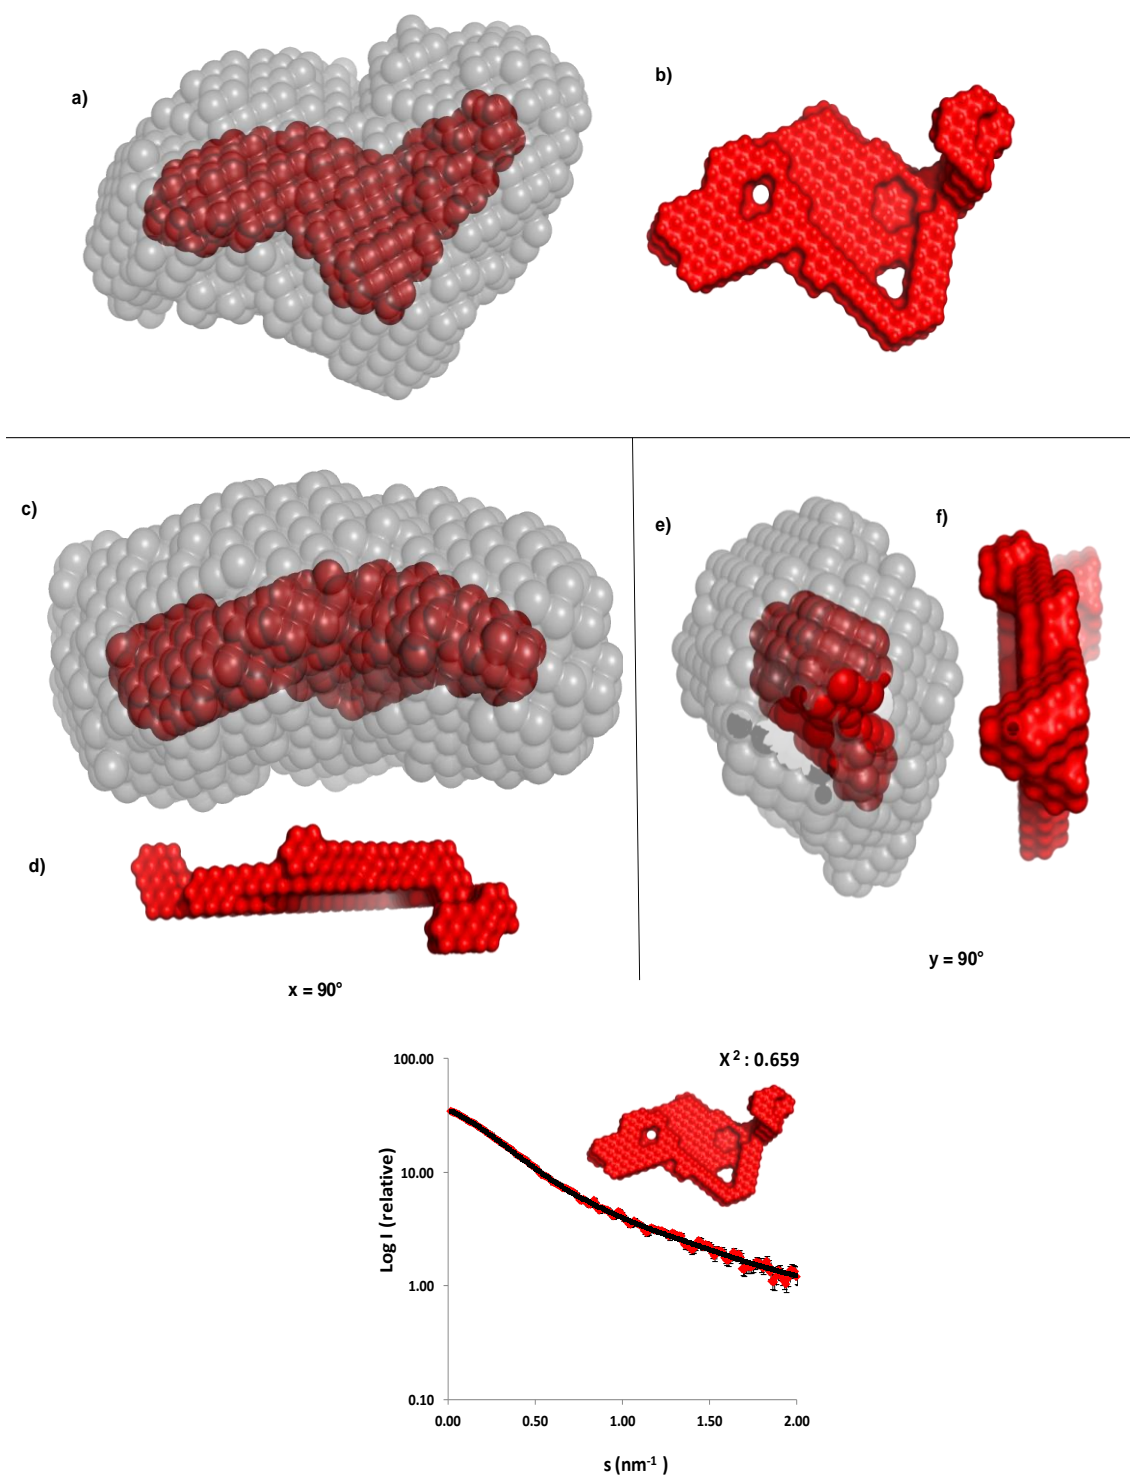 a)
b)
c)
e)
f)
d)
y = 90°
x = 90°
X² : 0.659
100.00
10.00
1.00
0.10
Log I (relative)
0.00 0.50 1.00 1.50 2.00
s (nm⁻¹ )